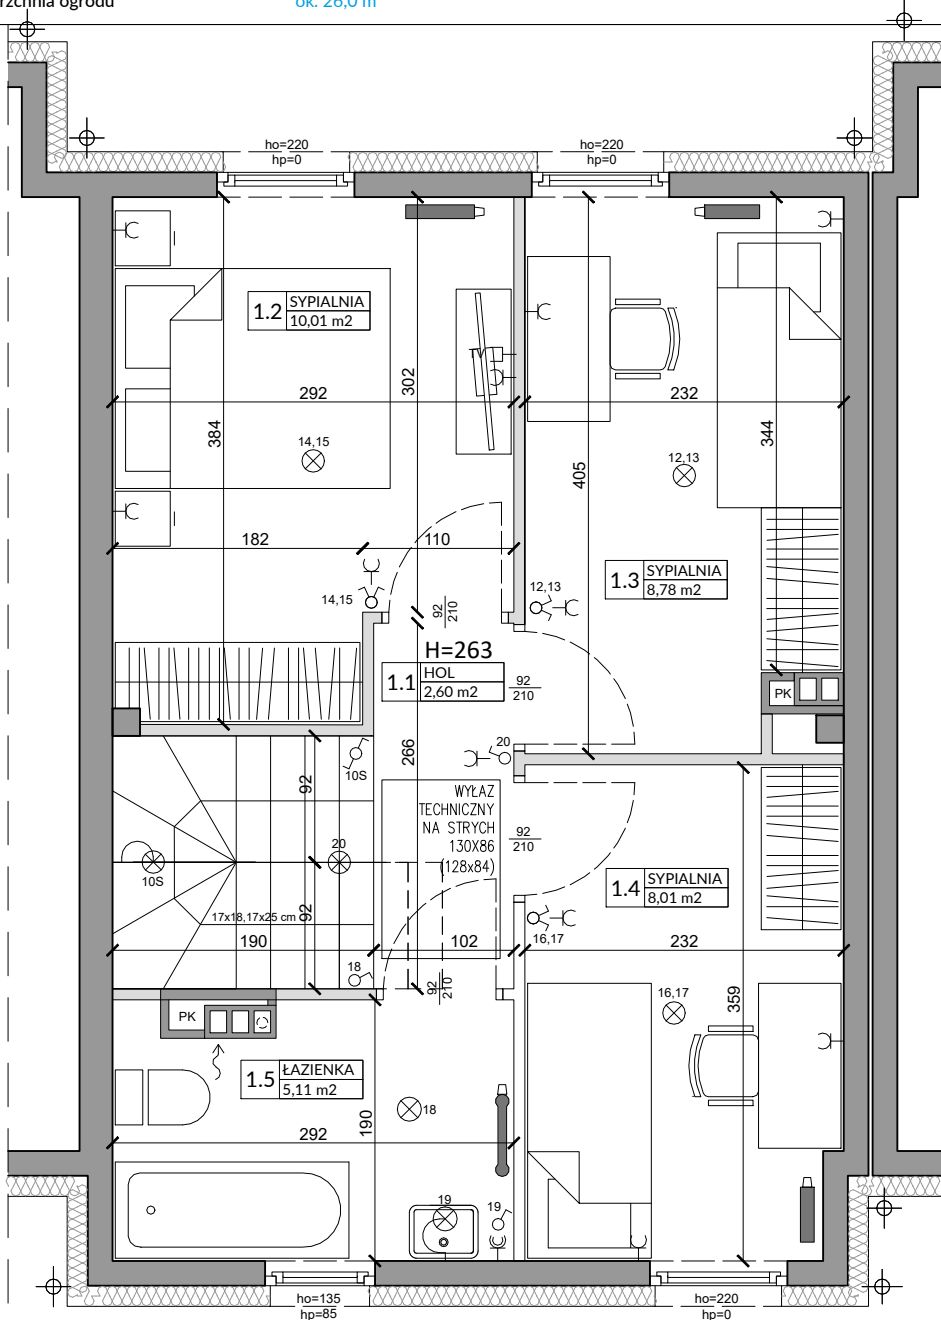 rzchnia ogrodu
ok. 26,0 m
ho=220
hp=0
ho=220
hp=0
1.2 SYPIALNIA
10,01 m2
292
302
384
14,15
182
110
14,15
92
210
232
344
405
12,13
12,13
1.3 SYPIALNIA
8,78 m2
H=263
1.1 HOL
2,60 m2
92
210
PK
20
266
10S
92
WYŁAZ
TECHNICZNY
NA STRYCH
130X86
(128x84)
92
210
20
10S
17x18,17x25 cm
92
1.4 SYPIALNIA
8,01 m2
16,17
190
102
232
18
92
210
359
16,17
PK
1.5 ŁAZIENKA
5,11 m2
18
190
292
19
19
ho=135
hp=85
ho=220
hp=0